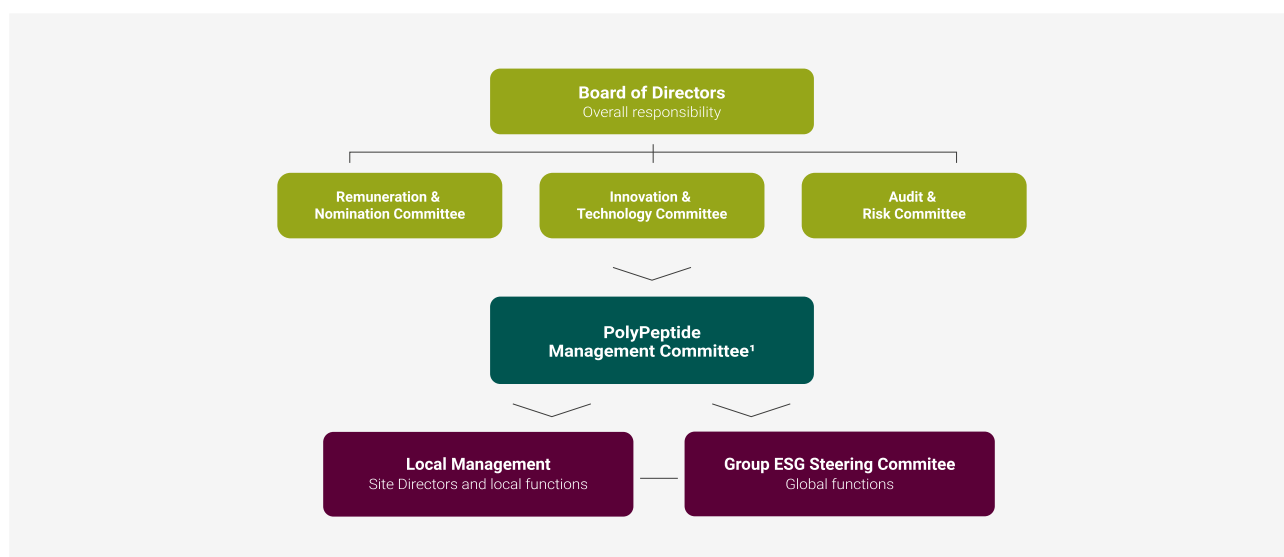 Board of Directors
Overall responsibility
Remuneration &
Nomination Committee
Innovation &
Technology Committee
Audit &
Risk Committee
PolyPeptide
Management Committee¹
Local Management
Site Directors and local functions
Group ESG Steering Commitee
Global functions